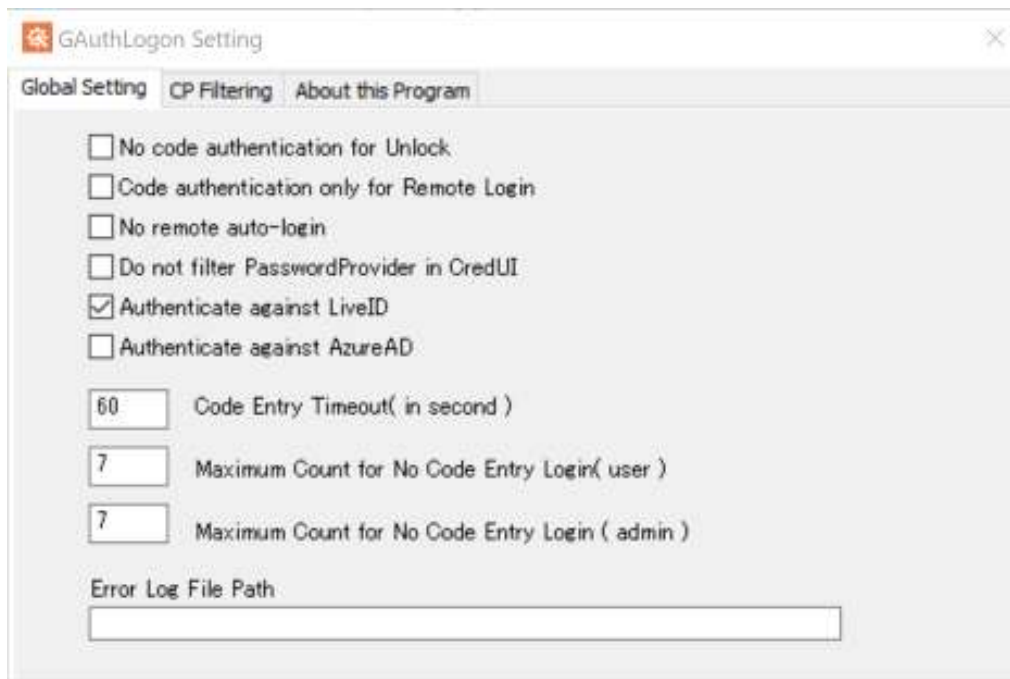 GAuthLogon Setting
Global Setting CP Filtering About this Program
No code authentication for Unlock
Code authentication only for Remote Login
No remote auto-login
Do not filter PasswordProvider in CredUI
Authenticate against LiveID
Authenticate against AzureAD
60 Code Entry Timeout( in second )
7 Maximum Count for No Code Entry Login( user )
7 Maximum Count for No Code Entry Login ( admin )
Error Log File Path